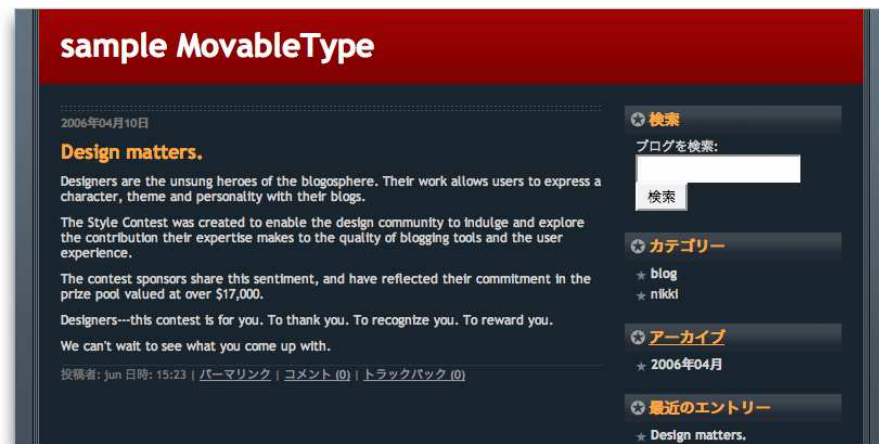 sample MovableType
2006年04月10日
Design matters.
Designers are the unsung heroes of the blogosphere. Their work allows users to express a
character, theme and personality with their blogs.
The Style Contest was created to enable the design community to indulge and explore
the contribution their expertise makes to the quality of blogging tools and the user
experience.
The contest sponsors share this sentiment, and have reflected their commitment in the
prize pool valued at over $17,000.
Designers---this contest is for you. To thank you. To recognize you. To reward you.
We can't wait to see what you come up with.
投稿者: jun 日時: 15:23 | パーマリンク | コメント (0) | トラックバック (0)
検索
ブログを検索:
検索
カテゴリー
blog
nikki
アーカイブ
2006年04月
最近のエントリー
Design matters.